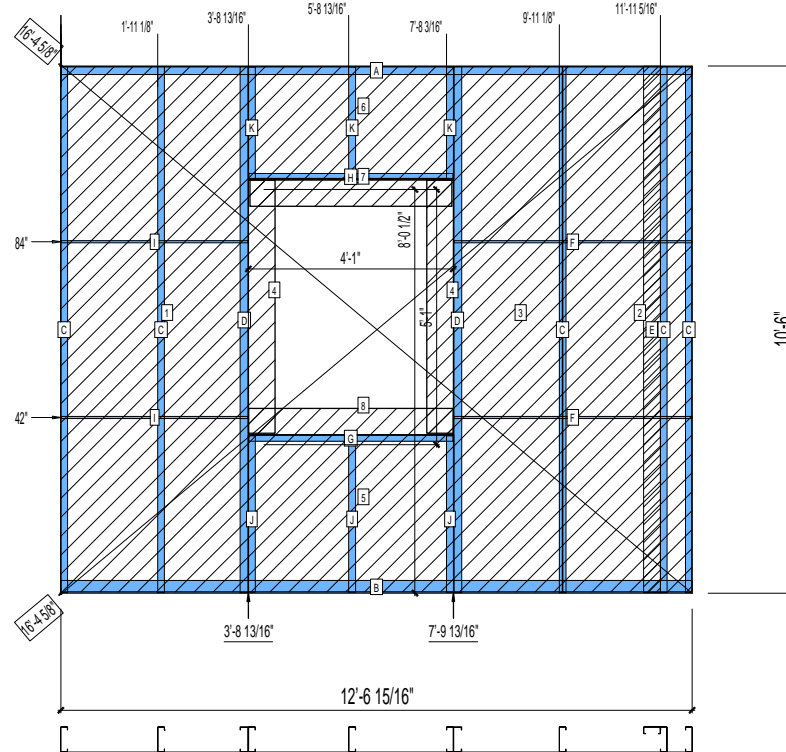 5'-8 13/16"
3'-8 13/16"
7'-8 3/16"
9'-11 1/8"
11'-11 5/16"
1'-11 1/8"
16'-4 5/8"
A
6
K
K
K
H
7
8'-0 1/2"
84"
I
F
4'-1"
4
4
5'-1"
1
3
2
C
C
D
D
C
E
C
C
10'-6"
8
42"
I
F
G
5
J
J
J
B
16'-4 5/8"
3'-8 13/16"
7'-9 13/16"
12'-6 15/16"